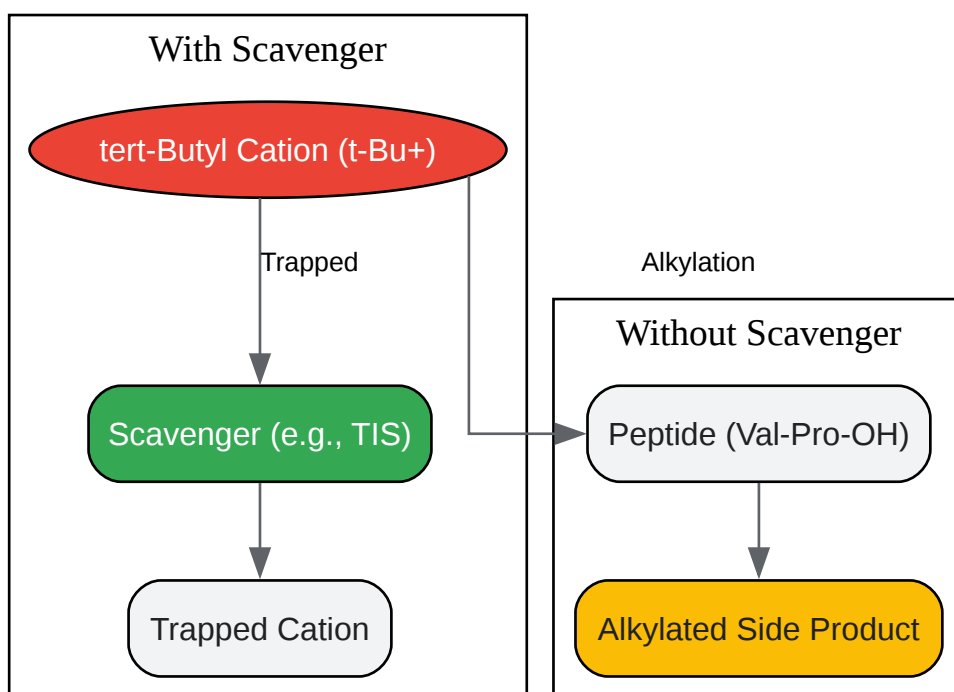 With Scavenger
tert-Butyl Cation (t-Bu+)
Trapped
Alkylation
Without Scavenger
Scavenger (e.g., TIS)
Peptide (Val-Pro-OH)
Trapped Cation
Alkylated Side Product